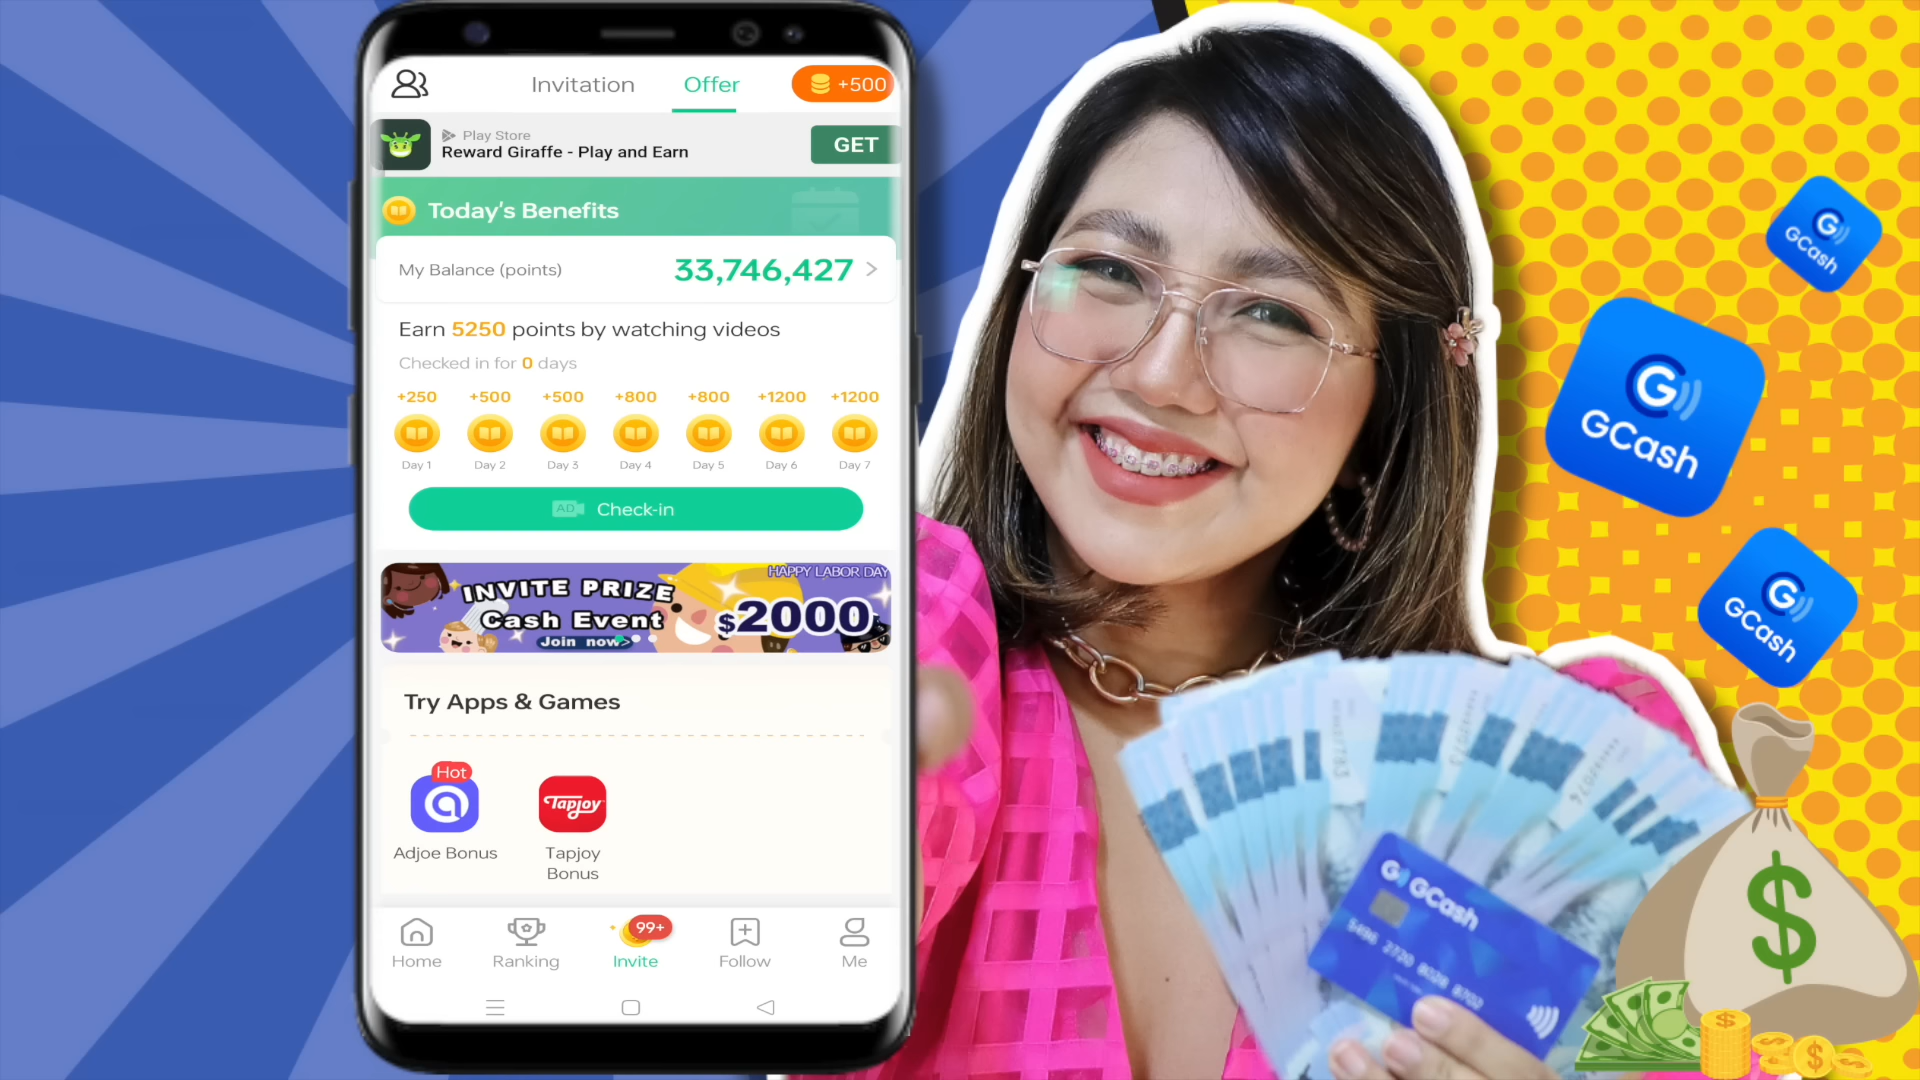 Invitation
Offer
+500
Play Store
Reward Giraffe - Play and Earn
GET
Today's Benefits
My Balance (points)
33,746,427
Earn 5250 points by watching videos
Checked in for 0 days
+250 +500 +500 +800 +800 +1200 +1200
Day 1 Day 2 Day 3 Day 4 Day 5 Day 6 Day 7
AD Check-in
HAPPY LABOR DAY
INVITE PRIZE
Cash Event
$2000
Join now>
Try Apps & Games
Hot
Tapjoy
Adjoe Bonus
Tapjoy
Bonus
99+
Home Ranking Invite Follow Me
G
GCash
G
GCash
G
GCash
G GCash
$
$
$
$
$